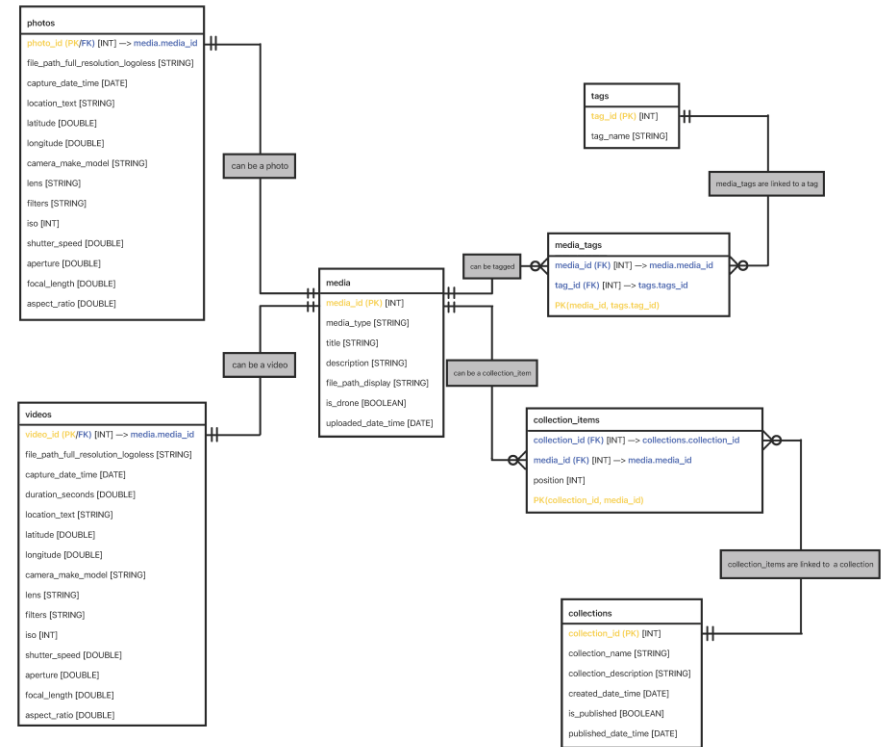 photos
photo_id (PK/FK) [INT] —> media.media_id
file_path_full_resolution_logoless [STRING]
capture_date_time [DATE]
location_text [STRING]
latitude [DOUBLE]
longitude [DOUBLE]
camera_make_model [STRING]
lens [STRING]
filters [STRING]
iso [INT]
shutter_speed [DOUBLE]
aperture [DOUBLE]
focal_length [DOUBLE]
aspect_ratio [DOUBLE]
can be a photo
tags
tag_id (PK) [INT]
tag_name [STRING]
media_tags are linked to a tag
media_tags
media_id (FK) [INT] —> media.media_id
tag_id (FK) [INT] —> tags.tags_id
PK(media_id, tags.tag_id)
can be tagged
media
media_id (PK) [INT]
media_type [STRING]
title [STRING]
description [STRING]
file_path_display [STRING]
is_drone [BOOLEAN]
uploaded_date_time [DATE]
can be a video
can be a collection_item
videos
video_id (PK/FK) [INT] —> media.media_id
file_path_full_resolution_logoless [STRING]
capture_date_time [DATE]
duration_seconds [DOUBLE]
location_text [STRING]
latitude [DOUBLE]
longitude [DOUBLE]
camera_make_model [STRING]
lens [STRING]
filters [STRING]
iso [INT]
shutter_speed [DOUBLE]
aperture [DOUBLE]
focal_length [DOUBLE]
aspect_ratio [DOUBLE]
collection_items
collection_id (FK) [INT] —> collections.collection_id
media_id (FK) [INT] —> media.media_id
position [INT]
PK(collection_id, media_id)
collection_items are linked to a collection
collections
collection_id (PK) [INT]
collection_name [STRING]
collection_description [STRING]
created_date_time [DATE]
is_published [BOOLEAN]
published_date_time [DATE]